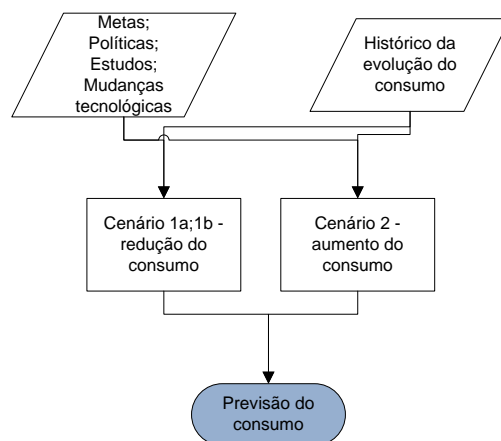 Metas;
Políticas;
Estudos;
Mudanças
tecnológicas
Histórico da
evolução do
consumo
Cenário 1a;1b -
redução do
consumo
Cenário 2 -
aumento do
consumo
Previsão do
consumo